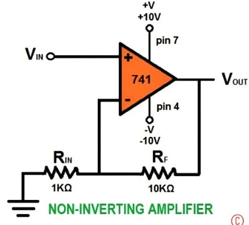 +V
+10V
pin 7
VIN
+
741
VOUT
-
pin 4
-V
-10V
RIN
RF
1KΩ
10KΩ
NON-INVERTING AMPLIFIER
©